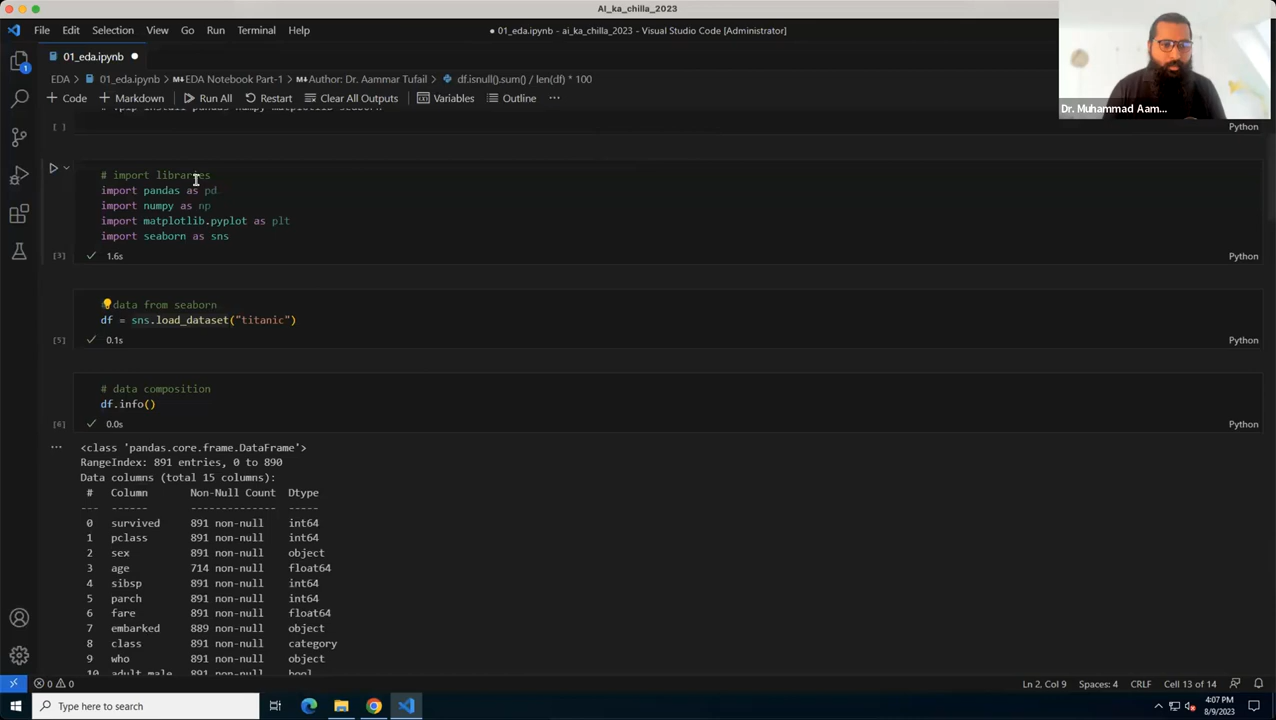 AI_ka_chilla_2023
File Edit Selection View Go Run Terminal Help
● 01_eda.ipynb - ai_ka_chilla_2023 - Visual Studio Code [Administrator]
01_eda.ipynb ●
EDA > 01_eda.ipynb > EDA Notebook Part-1 > Author: Dr. Aammar Tufail > df.isnull().sum() / len(df) * 100
+ Code + Markdown Run All Restart Clear All Outputs Variables Outline ...
# %pip install pandas numpy matplotlib seaborn
[ ] Python
# import libraries
import pandas as pd
import numpy as np
import matplotlib.pyplot as plt
import seaborn as sns
[3] ✓ 1.6s Python
data from seaborn
df = sns.load_dataset("titanic")
[5] ✓ 0.1s Python
# data composition
df.info()
[6] ✓ 0.0s Python
... <class 'pandas.core.frame.DataFrame'>
RangeIndex: 891 entries, 0 to 890
Data columns (total 15 columns):
# Column Non-Null Count Dtype
--- ------ -------------- -----
0 survived 891 non-null int64
1 pclass 891 non-null int64
2 sex 891 non-null object
3 age 714 non-null float64
4 sibsp 891 non-null int64
5 parch 891 non-null int64
6 fare 891 non-null float64
7 embarked 889 non-null object
8 class 891 non-null category
9 who 891 non-null object
10 adult_male 891 non-null bool
Dr. Muhammad Aam...
1
0 0 Ln 2, Col 9 Spaces: 4 CRLF Cell 13 of 14
Type here to search
4:07 PM
8/9/2023